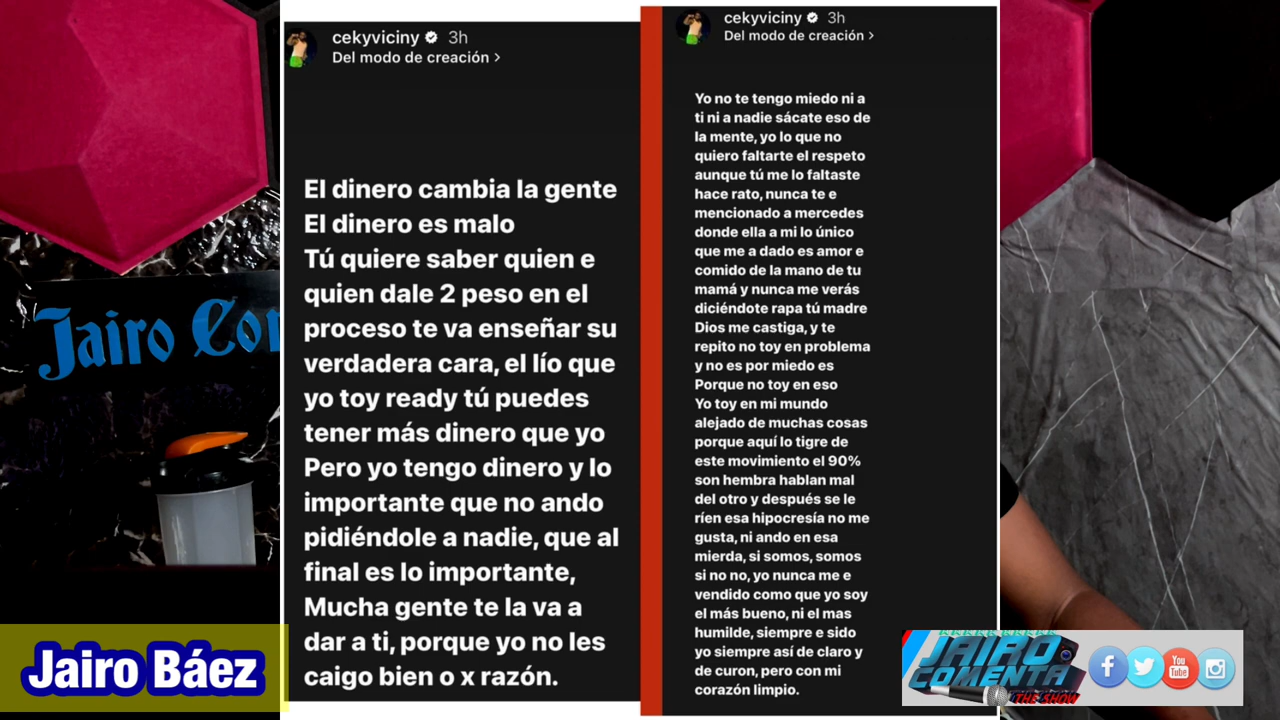 cekyviciny 3h
Del modo de creación >
El dinero cambia la gente
El dinero es malo
Tú quiere saber quien e
quien dale 2 peso en el
proceso te va enseñar su
verdadera cara, el lío que
yo toy ready tú puedes
tener más dinero que yo
Pero yo tengo dinero y lo
importante que no ando
pidiéndole a nadie, que al
final es lo importante,
Mucha gente te la va a
dar a ti, porque yo no les
caigo bien o x razón.
cekyviciny 3h
Del modo de creación >
Yo no te tengo miedo ni a
ti ni a nadie sácate eso de
la mente, yo lo que no
quiero faltarte el respeto
aunque tú me lo faltaste
hace rato, nunca te e
mencionado a mercedes
donde ella a mi lo único
que me a dado es amor e
comido de la mano de tu
mamá y nunca me verás
diciéndote rapa tú madre
Dios me castiga, y te
repito no toy en problema
y no es por miedo es
Porque no toy en eso
Yo toy en mi mundo
alejado de muchas cosas
porque aquí lo tigre de
este movimiento el 90%
son hembra hablan mal
del otro y después se le
ríen esa hipocresía no me
gusta, ni ando en esa
mierda, si somos, somos
si no no, yo nunca me e
vendido como que yo soy
el más bueno, ni el mas
humilde, siempre e sido
yo siempre así de claro y
de curon, pero con mi
corazón limpio.
Jairo Co
Jairo Báez
JAIRO
COMENTA
THE SHOW
You
Tube